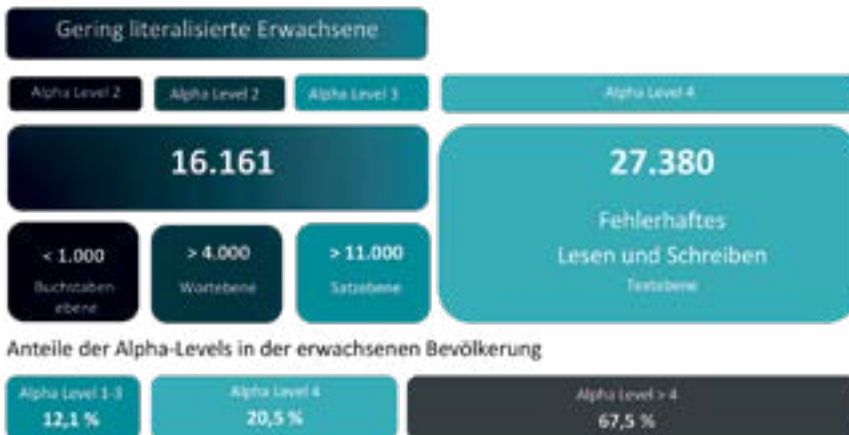 Gering literalisierte Erwachsene
Alpha Level 2 Alpha Level 2 Alpha Level 3 Alpha Level 4
16.161
27.380
Fehlerhaftes
Lesen und Schreiben
Textebene
< 1.000
Buchstaben
ebene
> 4.000
Wortebene
> 11.000
Satzebene
Anteile der Alpha-Levels in der erwachsenen Bevölkerung
Alpha Level 1-3
12,1 %
Alpha Level 4
20,5 %
Alpha Level > 4
67,5 %